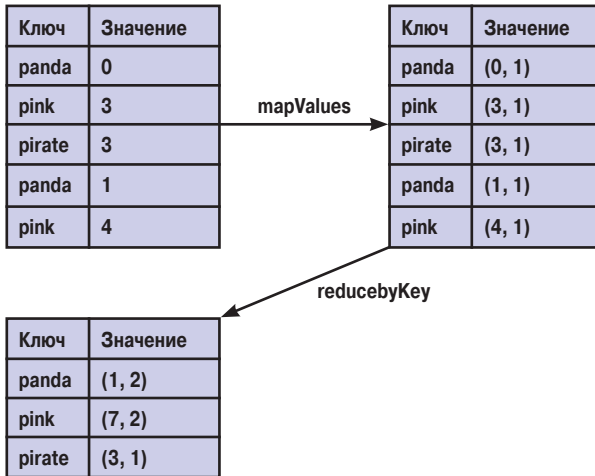 Ключ Значение
panda 0
pink 3
pirate 3
panda 1
pink 4
mapValues
Ключ Значение
panda (0, 1)
pink (3, 1)
pirate (3, 1)
panda (1, 1)
pink (4, 1)
reducebyKey
Ключ Значение
panda (1, 2)
pink (7, 2)
pirate (3, 1)